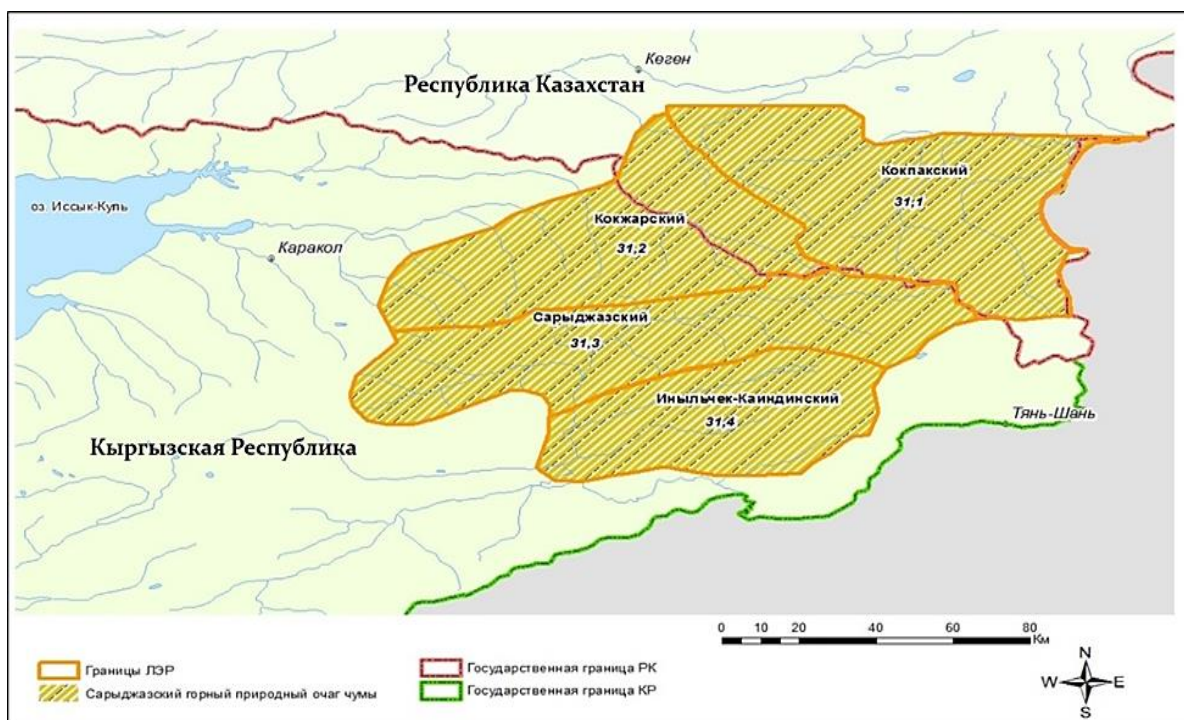 Көген
Республика Казахстан
Кокпакский
31,1
оз. Иссык-Куль
Кокжарский
31,2
Каракол
Сарыджазский
31,3
Иныльчек-Каиндинский
31,4
Тянь-Шань
Кыргызская Республика
0 10 20 40 60 80
Км
Границы ЛЭР
Сарыджазский горный природный очаг чумы
Государственная граница РК
Государственная граница КР
N
W E
S